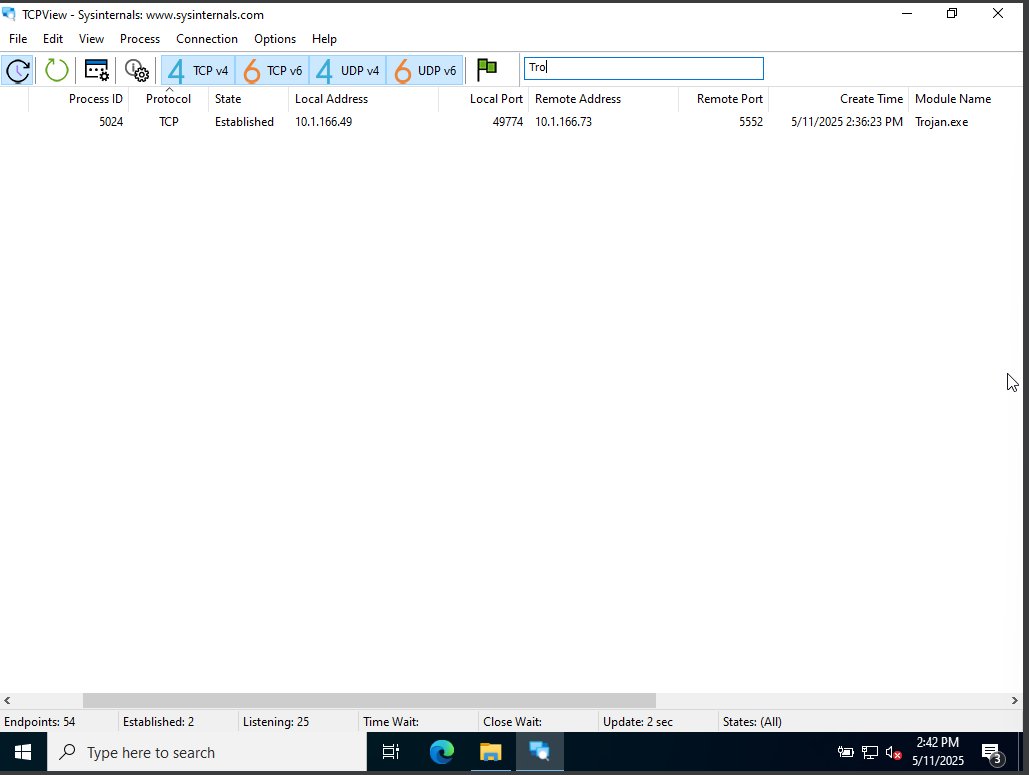 TCPView - Sysinternals: www.sysinternals.com
File Edit View Process Connection Options Help
4 TCP v4 6 TCP v6 4 UDP v4 6 UDP v6 Tro
Process ID Protocol State Local Address Local Port Remote Address Remote Port Create Time Module Name
5024 TCP Established 10.1.166.49 49774 10.1.166.73 5552 5/11/2025 2:36:23 PM Trojan.exe
Endpoints: 54 Established: 2 Listening: 25 Time Wait: Close Wait: Update: 2 sec States: (All)
Type here to search
2:42 PM
5/11/2025
3